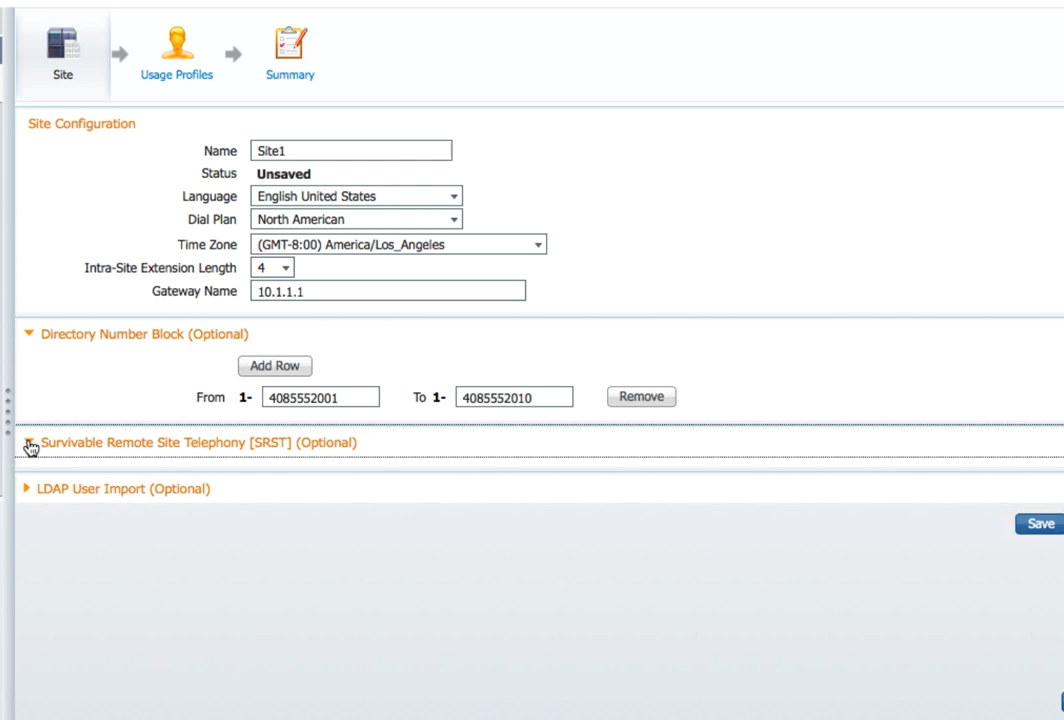 Site
Usage Profiles
Summary
Site Configuration
Name Site1
Status Unsaved
Language English United States
Dial Plan North American
Time Zone (GMT-8:00) America/Los_Angeles
Intra-Site Extension Length 4
Gateway Name 10.1.1.1
Directory Number Block (Optional)
Add Row
From 1- 4085552001 To 1- 4085552010 Remove
Survivable Remote Site Telephony [SRST] (Optional)
LDAP User Import (Optional)
Save